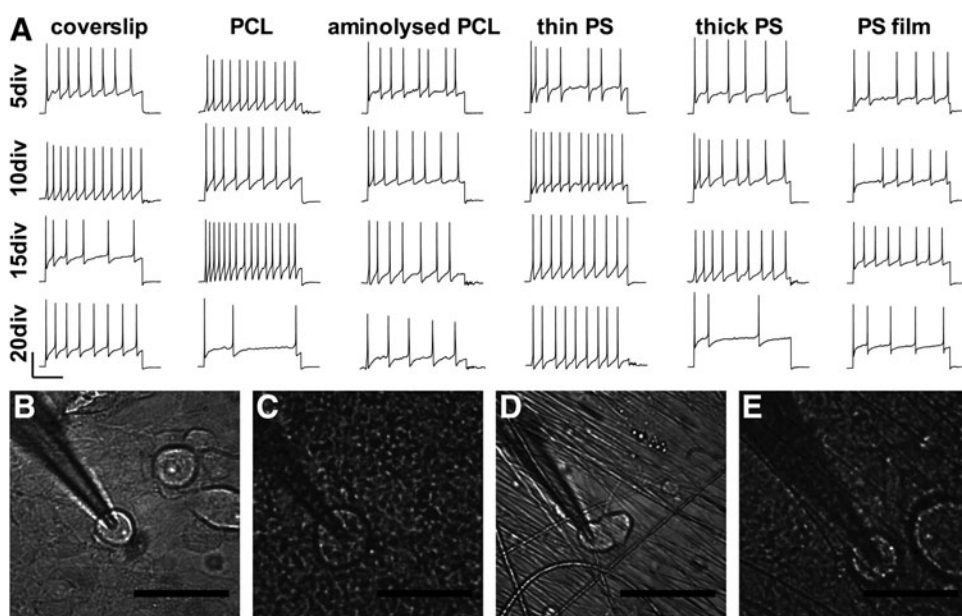 A
coverslip PCL aminolysed PCL thin PS thick PS PS film
5div
10div
15div
20div
B C D E